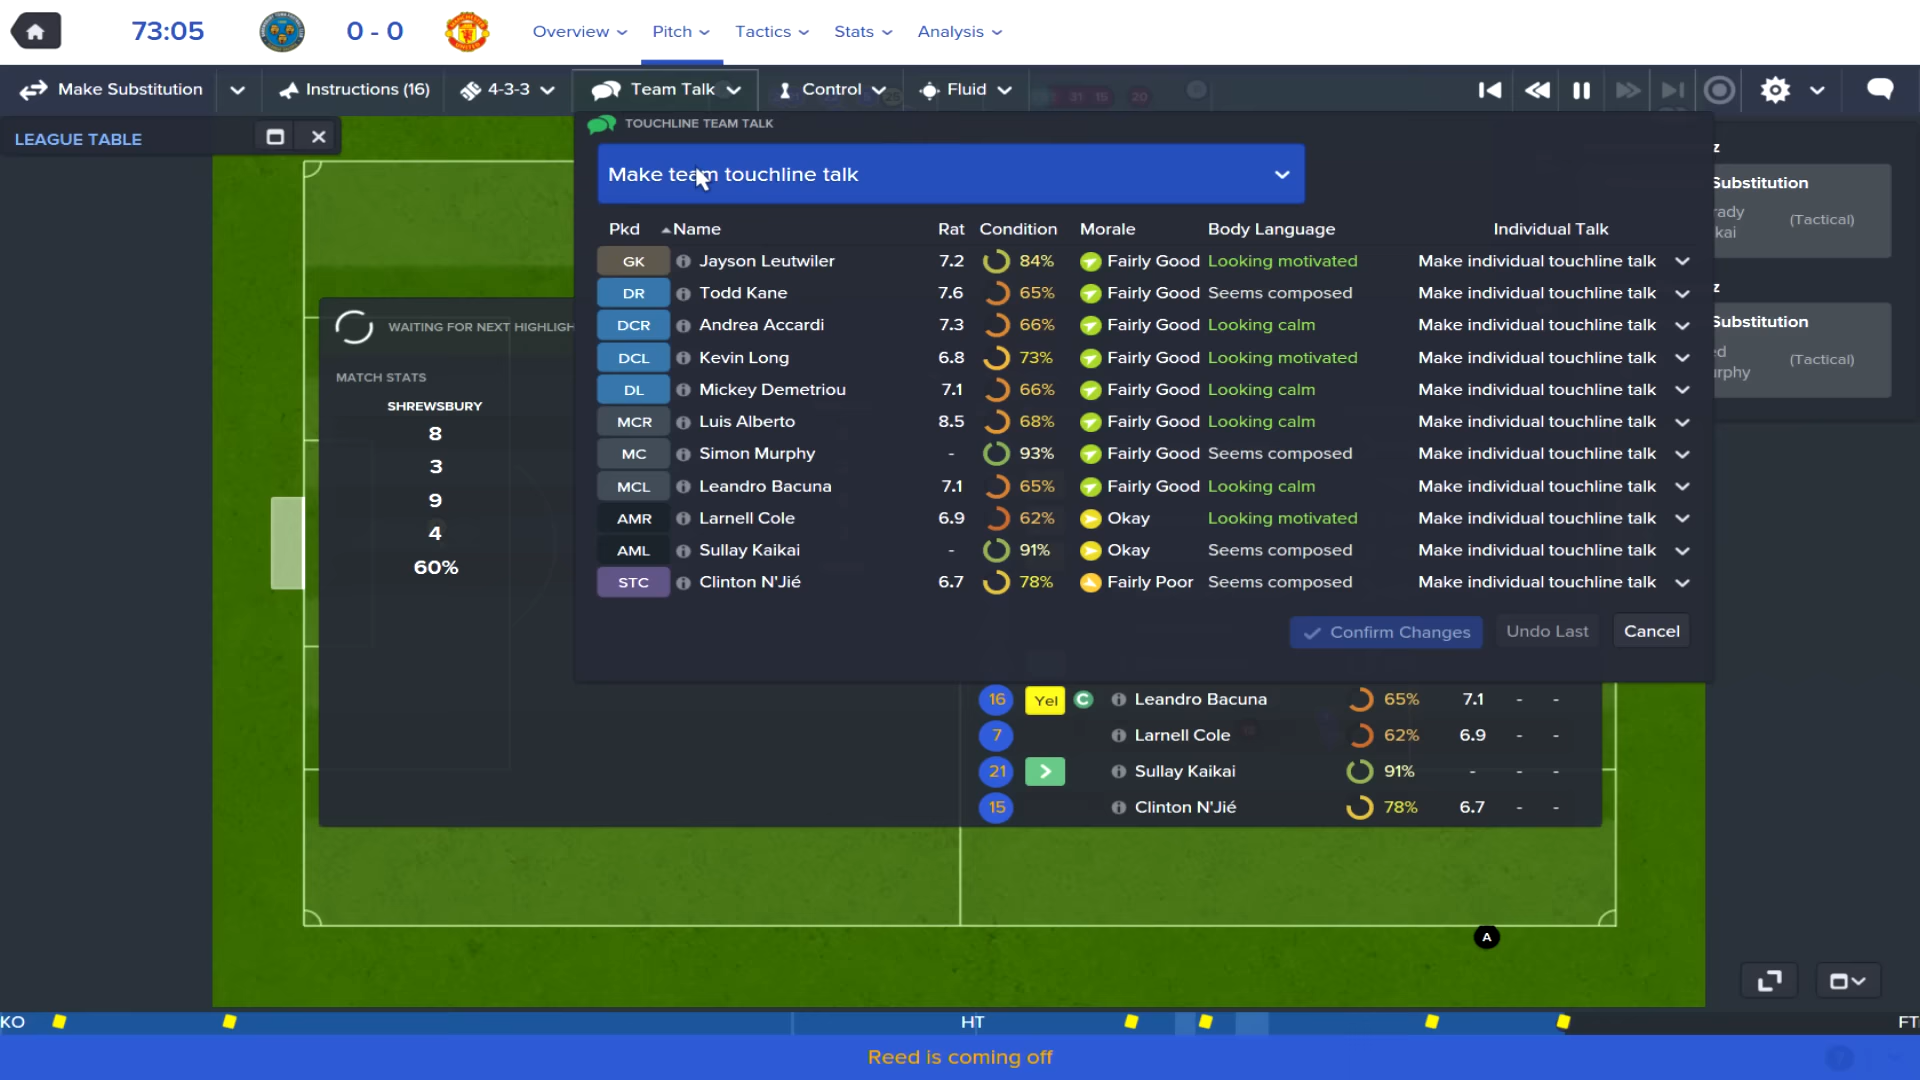 73:05 0 - 0 Overview Pitch Tactics Stats Analysis
Make Substitution Instructions (16) 4-3-3 Team Talk Control Fluid
31 15 20
LEAGUE TABLE
TOUCHLINE TEAM TALK
Make team touchline talk
Pkd Name Rat Condition Morale Body Language Individual Talk
GK Jayson Leutwiler 7.2 84% Fairly Good Looking motivated Make individual touchline talk
DR Todd Kane 7.6 65% Fairly Good Seems composed Make individual touchline talk
DCR Andrea Accardi 7.3 66% Fairly Good Looking calm Make individual touchline talk
DCL Kevin Long 6.8 73% Fairly Good Looking motivated Make individual touchline talk
DL Mickey Demetriou 7.1 66% Fairly Good Looking calm Make individual touchline talk
MCR Luis Alberto 8.5 68% Fairly Good Looking calm Make individual touchline talk
MC Simon Murphy - 93% Fairly Good Seems composed Make individual touchline talk
MCL Leandro Bacuna 7.1 65% Fairly Good Looking calm Make individual touchline talk
AMR Larnell Cole 6.9 62% Okay Looking motivated Make individual touchline talk
AML Sullay Kaikai - 91% Okay Seems composed Make individual touchline talk
STC Clinton N'Jié 6.7 78% Fairly Poor Seems composed Make individual touchline talk
Confirm Changes Undo Last Cancel
z
Substitution
rady
kai
(Tactical)
z
Substitution
ed
urphy
(Tactical)
WAITING FOR NEXT HIGHLIGH
MATCH STATS
SHREWSBURY
8
3
9
4
60%
16 Yel C Leandro Bacuna 65% 7.1 - -
7 Larnell Cole 62% 6.9 - -
21 Sullay Kaikai 91% - - -
15 Clinton N'Jié 78% 6.7 - -
A
KO HT FT
Reed is coming off